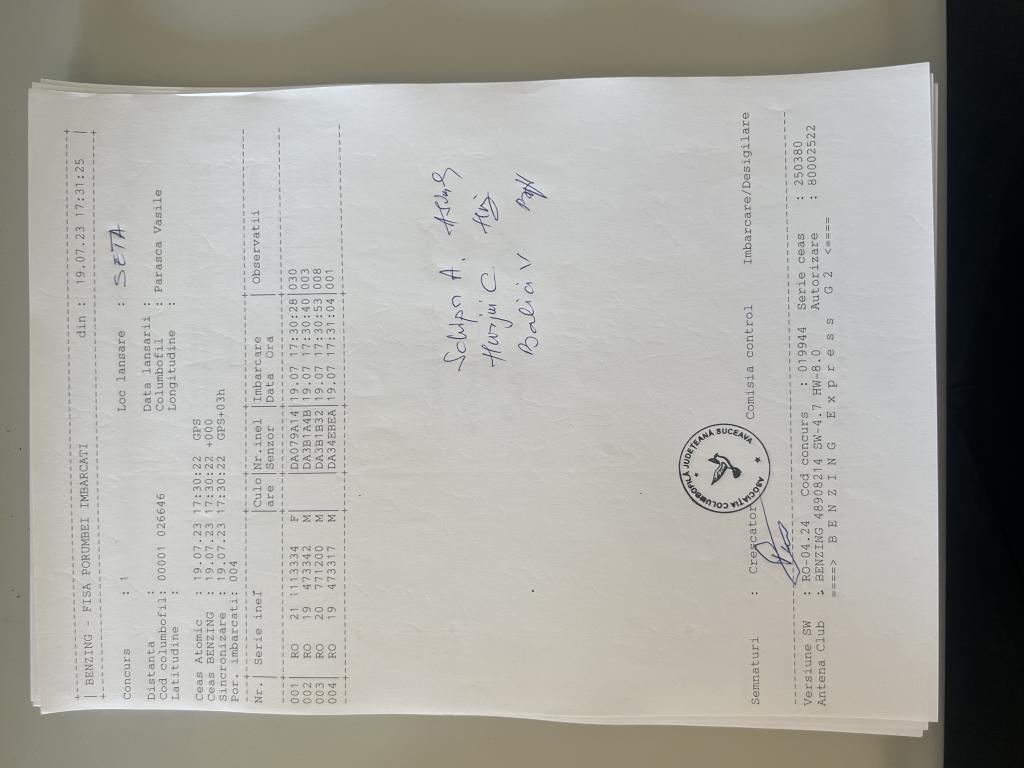 | BENZING - FISA PORUMBEI IMBARCATI din : 19.07.23 17:31:25 |
Concurs : 1 Loc lansare : SETA
Distanta : Data lansarii :
Cod columbofil: 00001 026646 Columbofil : Parasca Vasile
Latitudine : Longitudine :
Ceas Atomic : 19.07.23 17:30:22 GPS
Ceas BENZING : 19.07.23 17:30:22 +000
Sincronizare : 19.07.23 17:30:22 GPS+03h
Por. imbarcati: 004
Nr.| Serie inel |Culo|Nr.inel |Imbarcare | Observatii
| |are |Senzor |Data Ora |
001 RO 21 1113334 F DA079A14 19.07 17:30:28 030
002 RO 19 473342 M DA3B1A4B 19.07 17:30:40 003
003 RO 20 771200 M DA3B1B32 19.07 17:30:53 008
004 RO 19 473317 M DA34EBEA 19.07 17:31:04 001
Schipn A.
C.
Balici V
Semnaturi : Crescator Comisia control Imbarcare/Desigilare
ASOCIAȚIA COLUMBOFILĂ JUDEȚEANĂ SUCEAVA
Versiune SW : RO-04.24 Cod concurs : 019944 Serie ceas : 250380
Antena Club : BENZING 48908214 SW-4.7 HW-8.0 Autorizare : 80002522
====> B E N Z I N G E x p r e s s G 2 <====